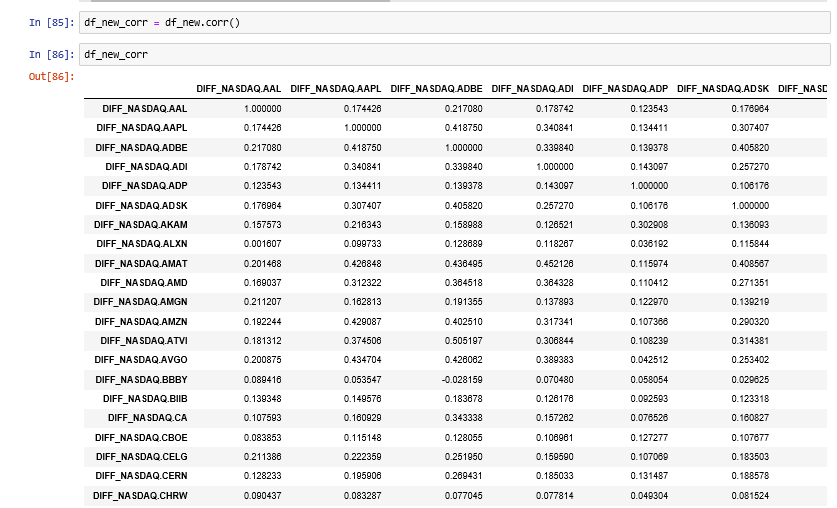 In [85]: df_new_corr = df_new.corr()
In [86]: df_new_corr
Out[86]:
DIFF_NASDAQ.AAL DIFF_NASDAQ.AAPL DIFF_NASDAQ.ADBE DIFF_NASDAQ.ADI DIFF_NASDAQ.ADP DIFF_NASDAQ.ADSK DIFF_NASD
DIFF_NASDAQ.AAL 1.000000 0.174426 0.217080 0.178742 0.123543 0.176964
DIFF_NASDAQ.AAPL 0.174426 1.000000 0.418750 0.340841 0.134411 0.307407
DIFF_NASDAQ.ADBE 0.217080 0.418750 1.000000 0.339840 0.139378 0.405820
DIFF_NASDAQ.ADI 0.178742 0.340841 0.339840 1.000000 0.143097 0.257270
DIFF_NASDAQ.ADP 0.123543 0.134411 0.139378 0.143097 1.000000 0.106176
DIFF_NASDAQ.ADSK 0.176964 0.307407 0.405820 0.257270 0.106176 1.000000
DIFF_NASDAQ.AKAM 0.157573 0.216343 0.158988 0.126521 0.302908 0.136093
DIFF_NASDAQ.ALXN 0.001607 0.099733 0.128689 0.118267 0.036192 0.115844
DIFF_NASDAQ.AMAT 0.201468 0.426848 0.436495 0.452126 0.115974 0.408567
DIFF_NASDAQ.AMD 0.169037 0.312322 0.364518 0.364328 0.110412 0.271351
DIFF_NASDAQ.AMGN 0.211207 0.162813 0.191355 0.137893 0.122970 0.139219
DIFF_NASDAQ.AMZN 0.192244 0.429087 0.402510 0.317341 0.107366 0.290320
DIFF_NASDAQ.ATVI 0.181312 0.374506 0.505197 0.306844 0.108239 0.314381
DIFF_NASDAQ.AVGO 0.200875 0.434704 0.426062 0.389383 0.042512 0.253402
DIFF_NASDAQ.BBBY 0.089416 0.053547 -0.028159 0.070480 0.058054 0.029625
DIFF_NASDAQ.BIIB 0.139348 0.149576 0.183678 0.126176 0.092593 0.123318
DIFF_NASDAQ.CA 0.107593 0.160929 0.343338 0.157262 0.076526 0.160827
DIFF_NASDAQ.CBOE 0.083853 0.115148 0.128055 0.106961 0.127277 0.107677
DIFF_NASDAQ.CELG 0.211386 0.222359 0.251950 0.159590 0.107069 0.183503
DIFF_NASDAQ.CERN 0.128233 0.195906 0.269431 0.185033 0.131487 0.188578
DIFF_NASDAQ.CHRW 0.090437 0.083287 0.077045 0.077814 0.049304 0.081524